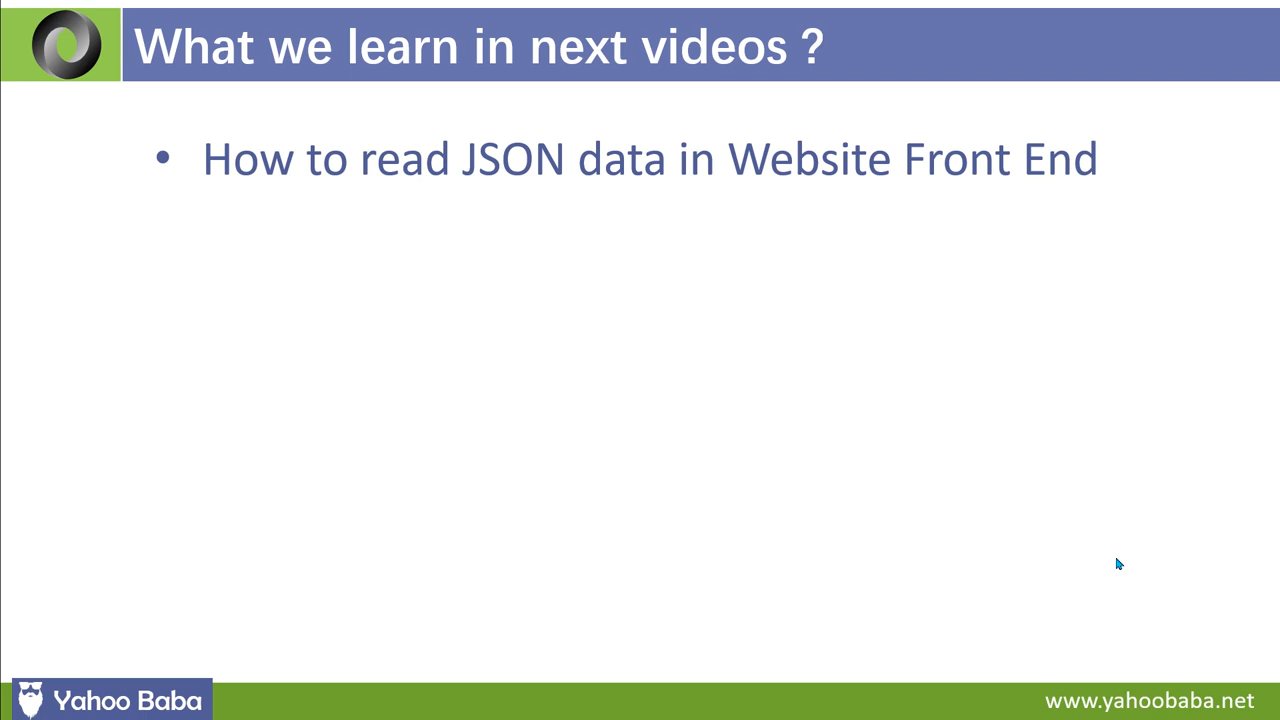 What we learn in next videos ?
• How to read JSON data in Website Front End
Yahoo Baba
www.yahoobaba.net